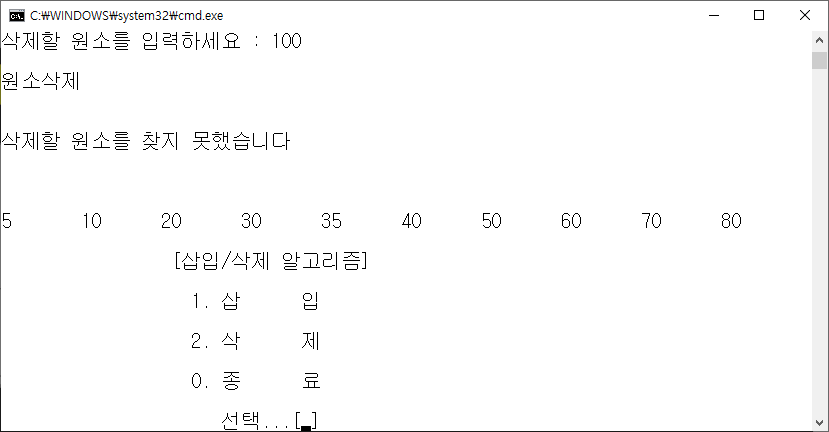 C:₩WINDOWS₩system32₩cmd.exe
삭제할 원소를 입력하세요 : 100
원소삭제
삭제할 원소를 찾지 못했습니다
5 10 20 30 35 40 50 60 70 80
[삽입/삭제 알고리즘]
1. 삽 입
2. 삭 제
0. 종 료
선택...[_]